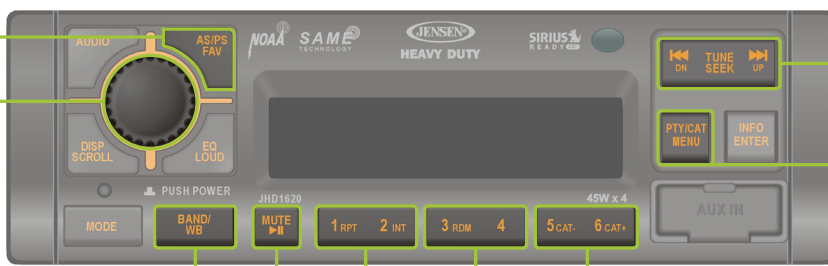 AUDIO
AS/PS
FAV
NOAA
SAME
TECHNOLOGY
JENSEN®
HEAVY DUTY
SIRIUS
READY
TUNE
SEEK
DN
UP
DISP
SCROLL
EQ
LOUD
PTY/CAT
MENU
INFO
ENTER
PUSH POWER
JHD1620
45W x 4
AUX IN
MODE
BAND/
WB
MUTE
1 RPT 2 INT
3 RDM 4
5 CAT- 6 CAT+